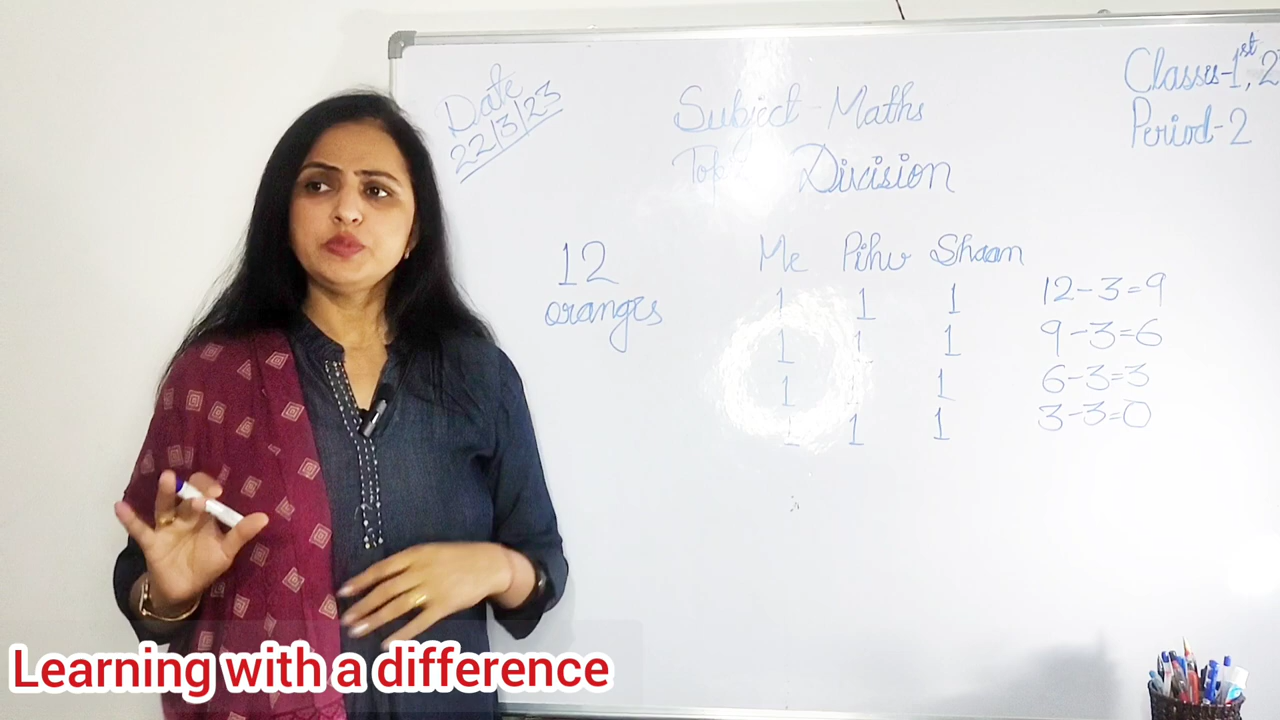 Date
22/3/23
Subject-Maths
Division
Classes-1st, 2
Period-2
12
oranges
Me Pihu Shaan
1 1 1 12-3=9
1 1 1 9-3=6
1 1 6-3=3
1 1 1 3-3=0
Learning with a difference